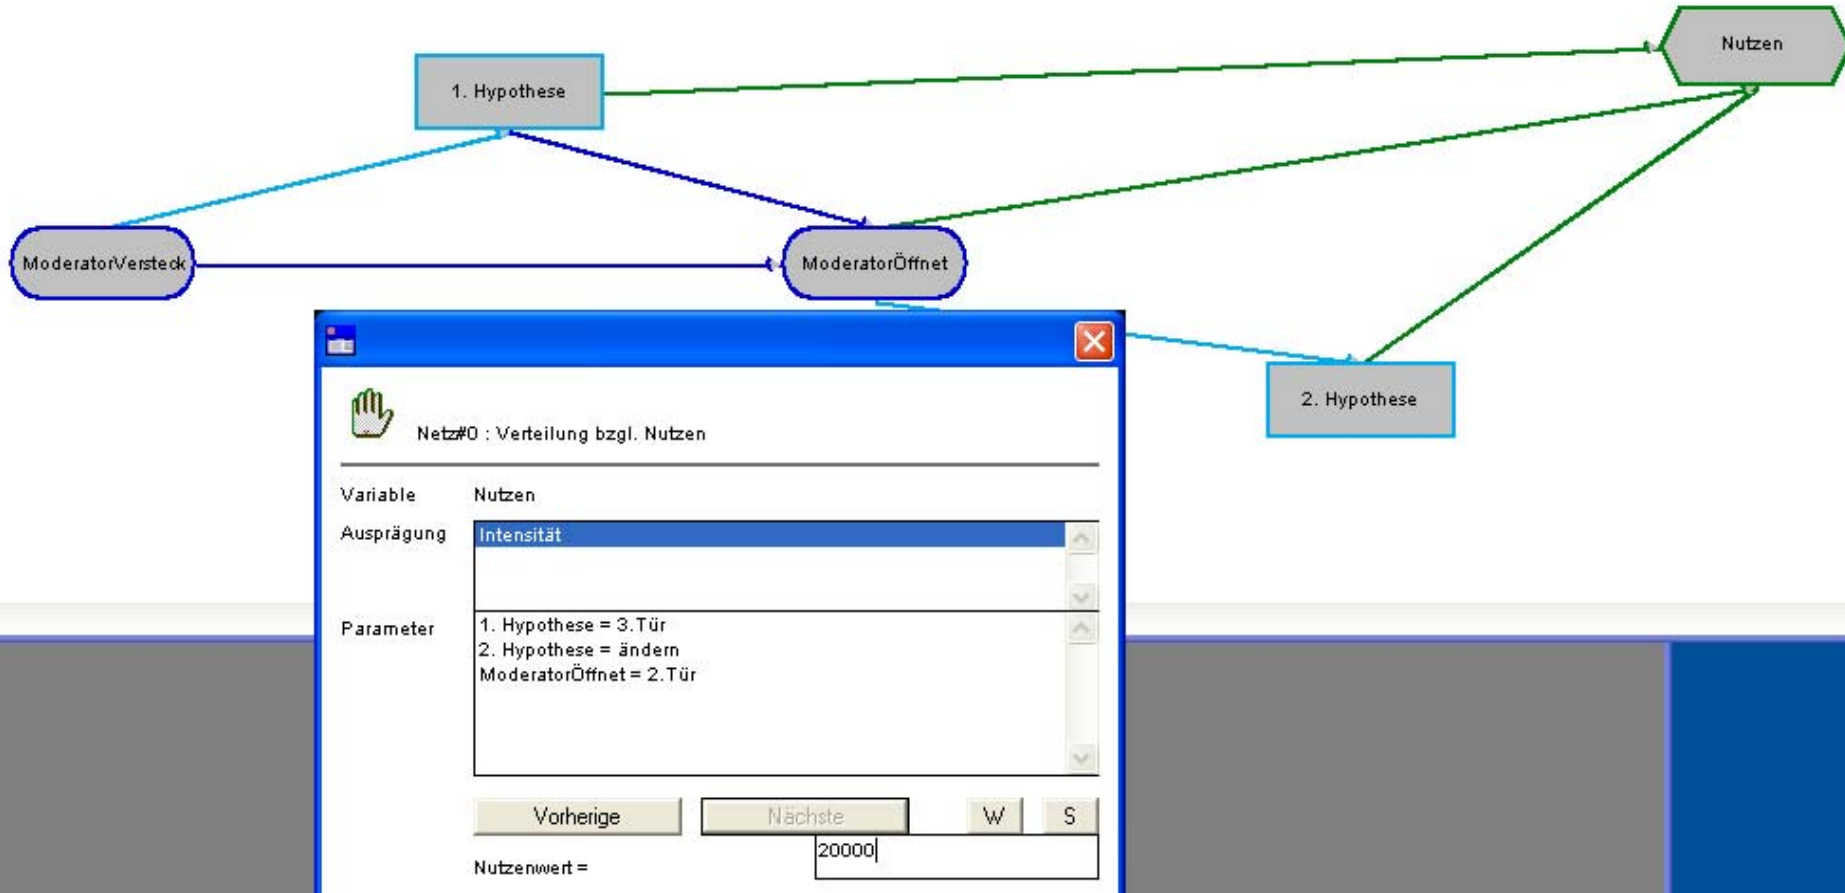 Nutzen
1. Hypothese
ModeratorVersteck
ModeratorÖffnet
2. Hypothese
Netz#0 : Verteilung bzgl. Nutzen
Variable Nutzen
Ausprägung Intensität
Parameter 1. Hypothese = 3.Tür
2. Hypothese = ändern
ModeratorÖffnet = 2.Tür
Vorherige Nächste W S
20000
Nutzenwert =